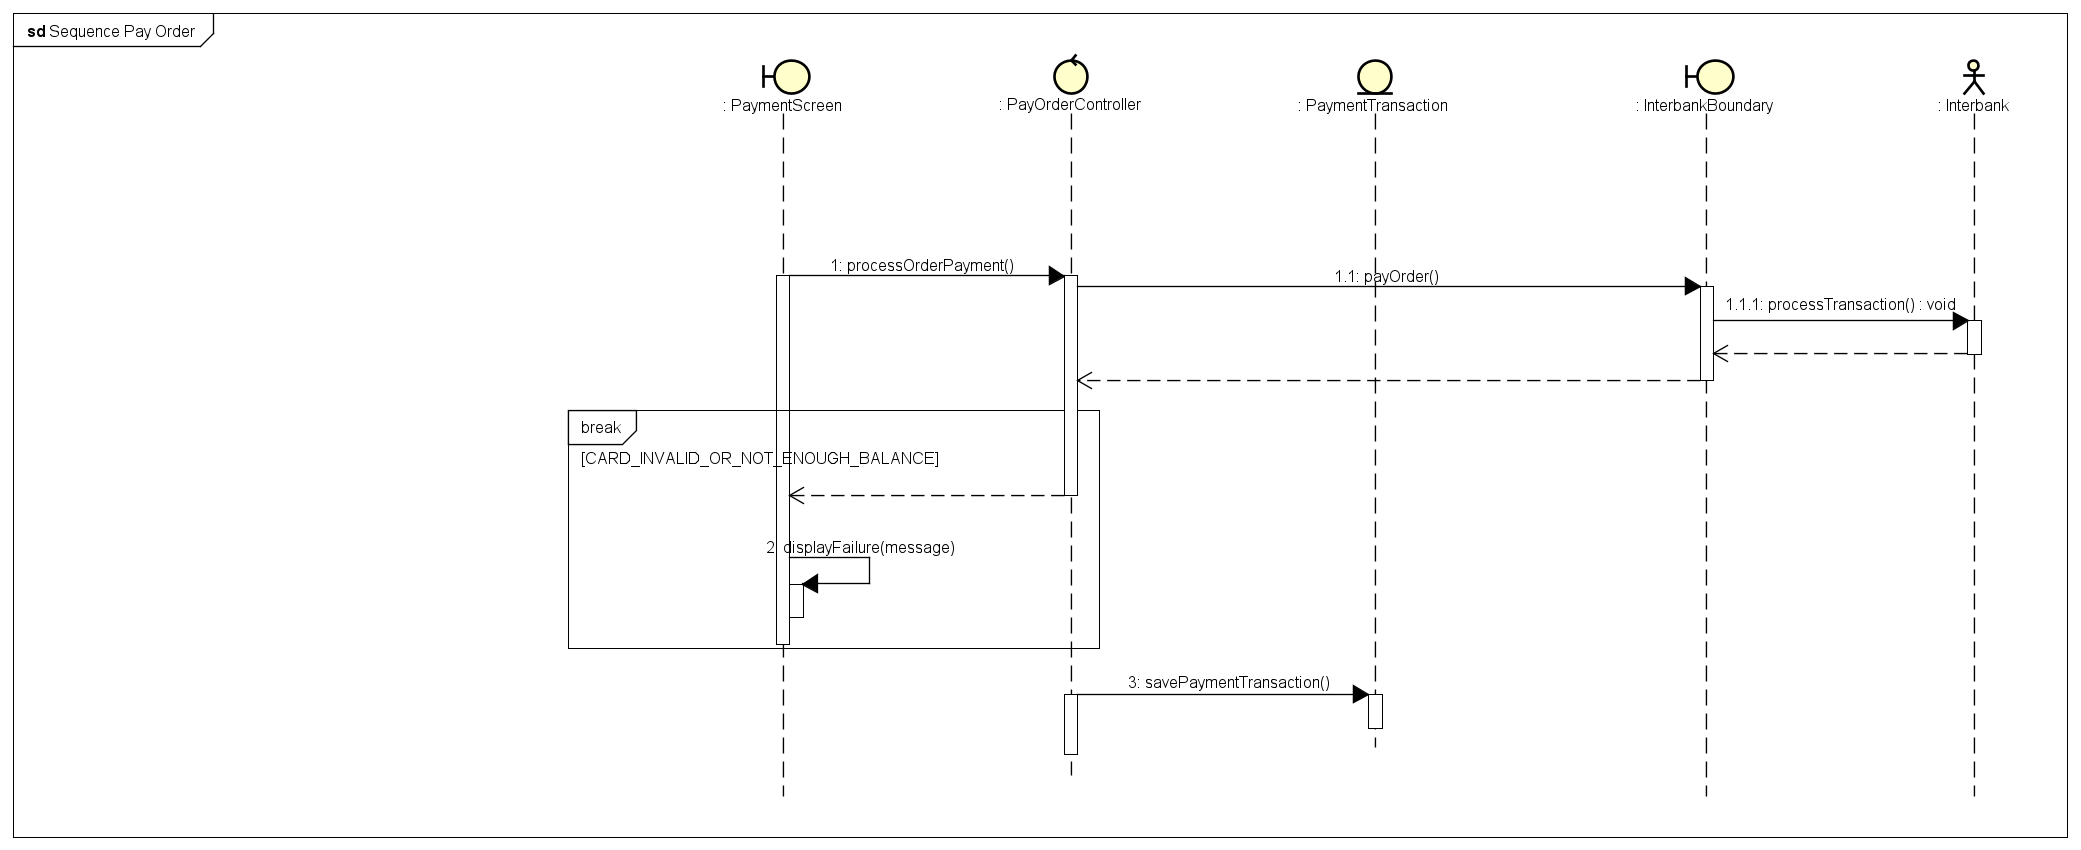 sd Sequence Pay Order
: PaymentScreen
: PayOrderController
: PaymentTransaction
: InterbankBoundary
: Interbank
1: processOrderPayment()
1.1: payOrder()
1.1.1: processTransaction() : void
break
[CARD_INVALID_OR_NOT_ENOUGH_BALANCE]
2: displayFailure(message)
3: savePaymentTransaction()